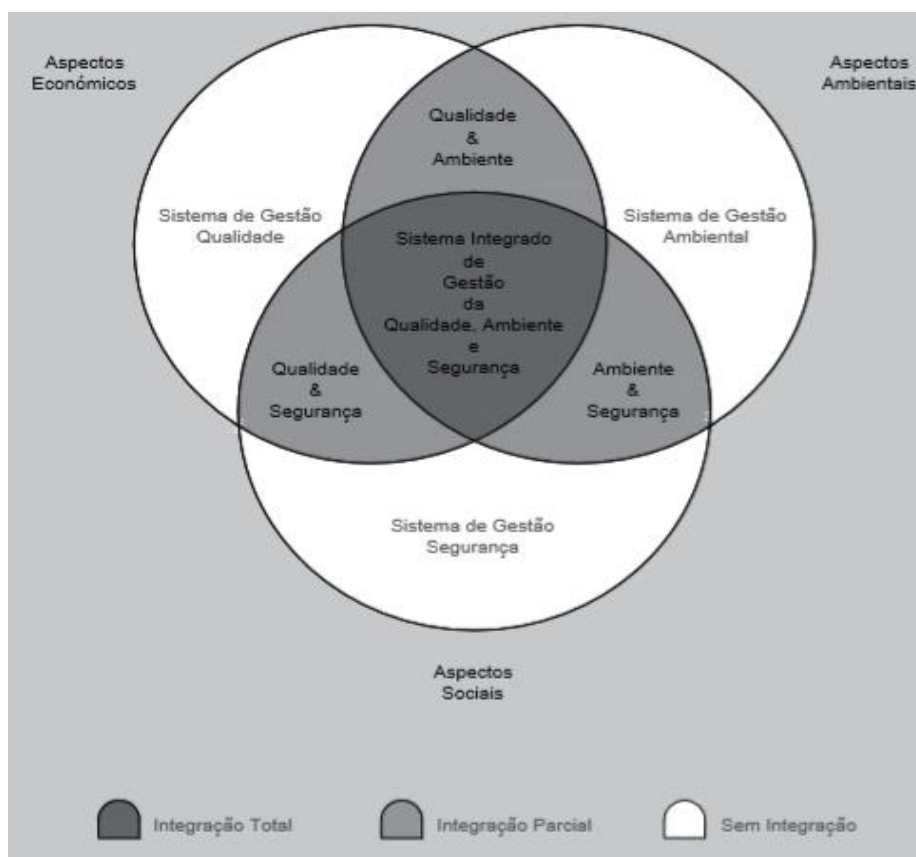 Aspectos
Económicos
Aspectos
Ambientais
Qualidade
&
Ambiente
Sistema de Gestão
Qualidade
Sistema de Gestão
Ambiental
Sistema Integrado
de
Gestão
da
Qualidade, Ambiente
e
Segurança
Qualidade
&
Segurança
Ambiente
&
Segurança
Sistema de Gestão
Segurança
Aspectos
Sociais
Integração Total
Integração Parcial
Sem Integração